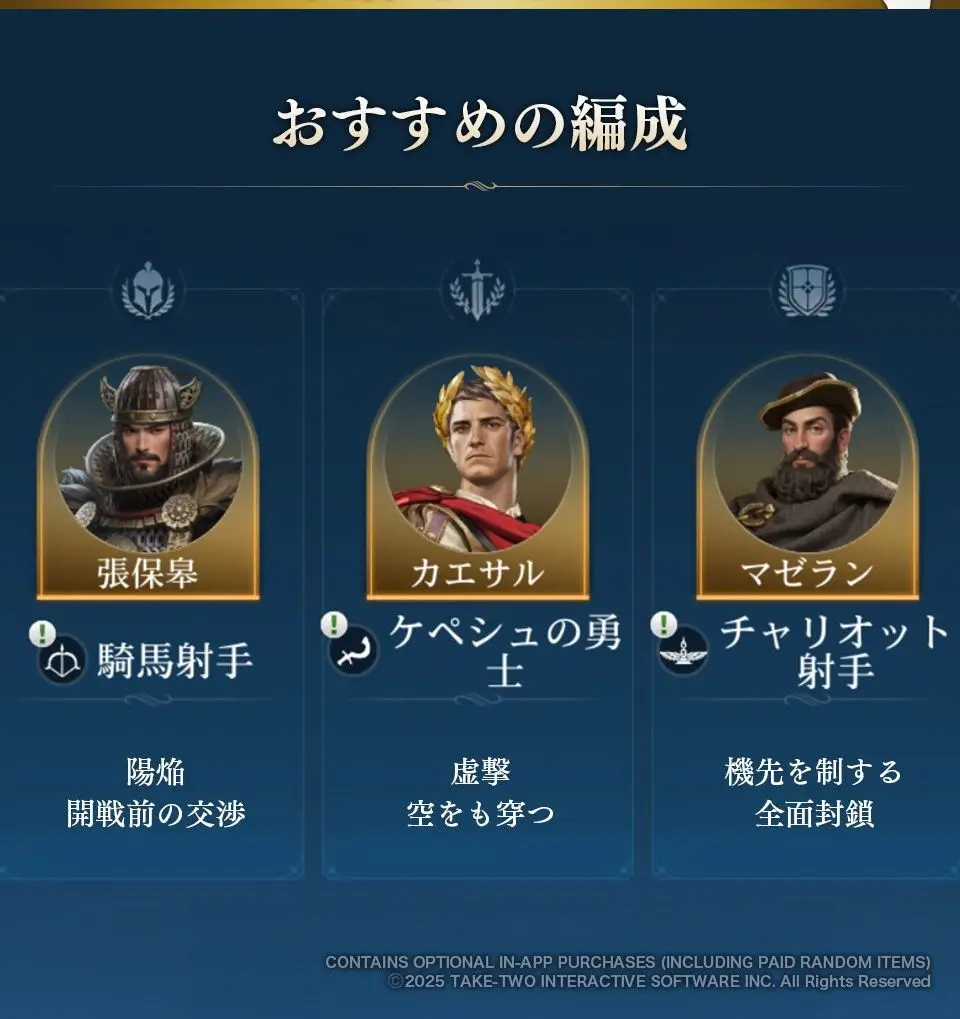 おすすめの編成
張保皋
騎馬射手
陽焔
開戦前の交渉
カエサル
ケペシュの勇
士
虚撃
空をも穿つ
マゼラン
チャリオット
射手
機先を制する
全面封鎖
CONTAINS OPTIONAL IN-APP PURCHASES (INCLUDING PAID RANDOM ITEMS)
©2025 TAKE-TWO INTERACTIVE SOFTWARE INC. All Rights Reserved